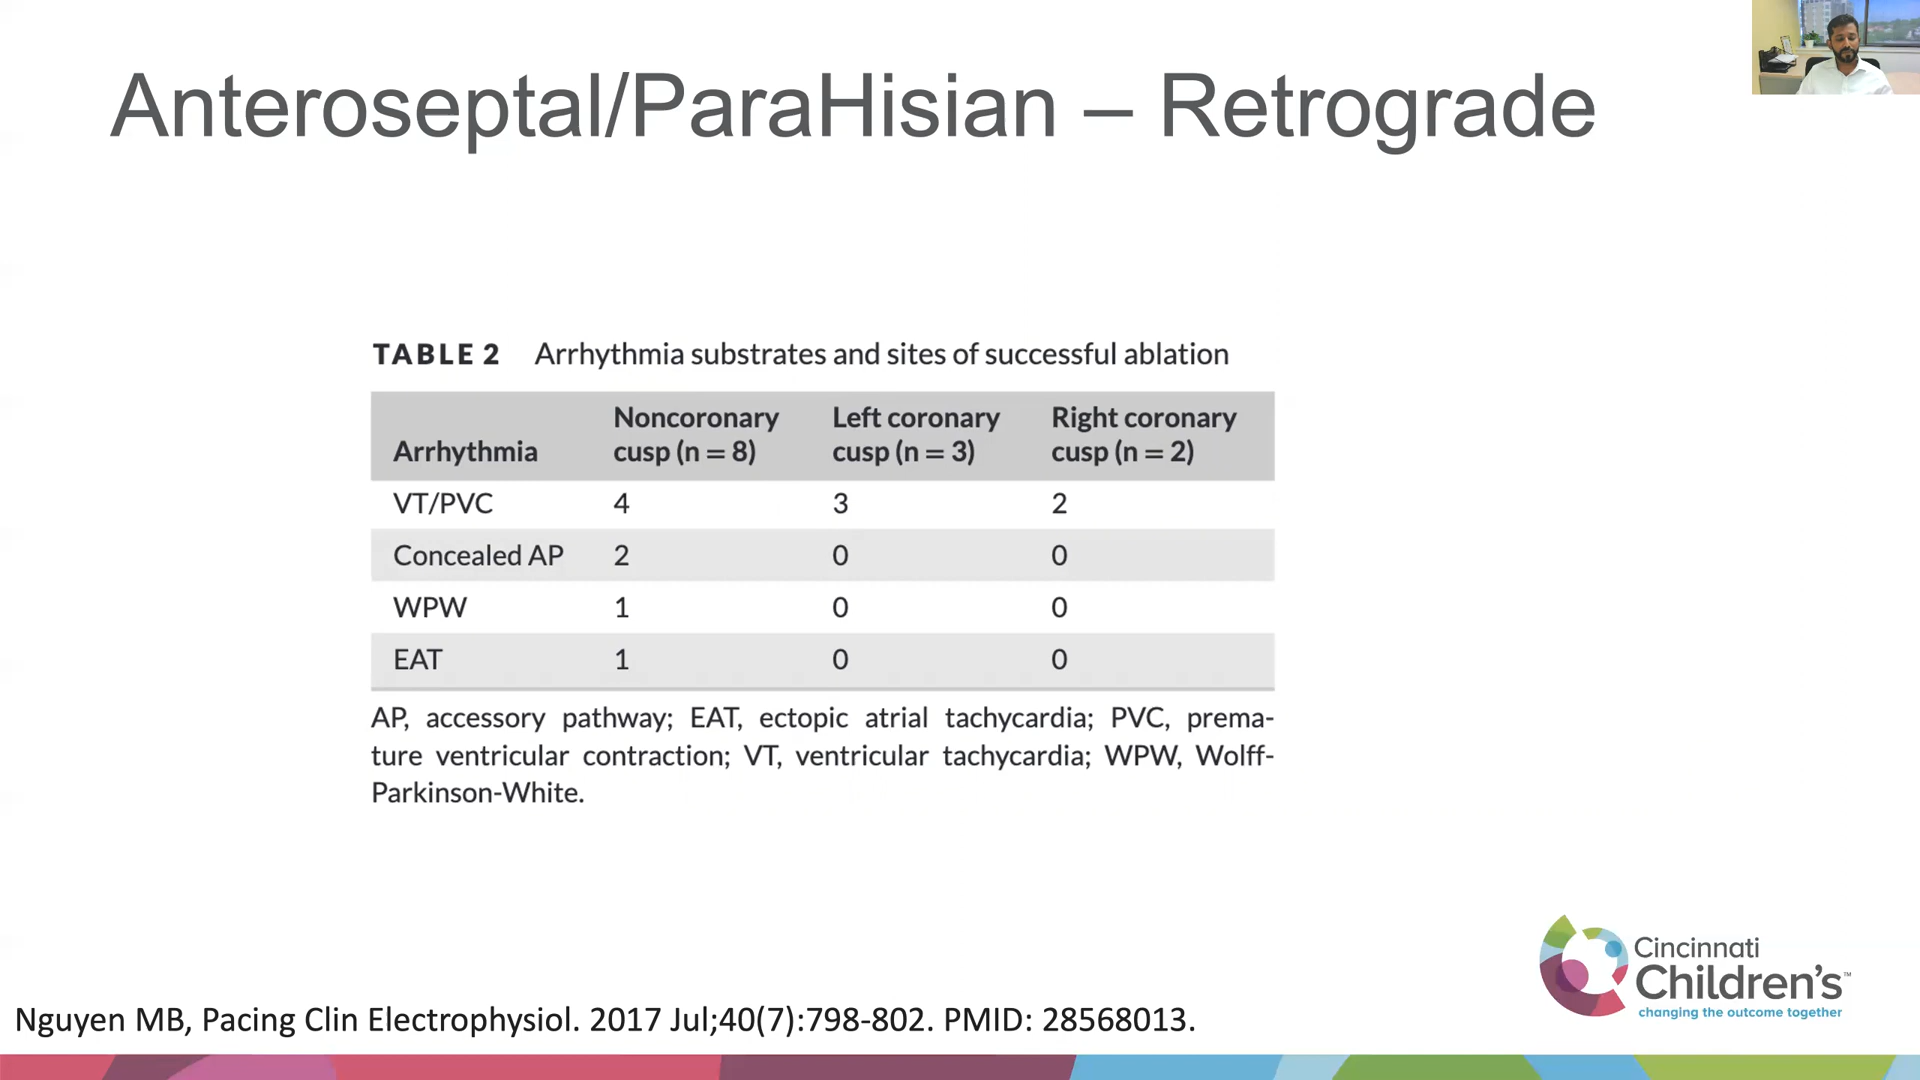 Anteroseptal/ParaHisian – Retrograde
TABLE 2 Arrhythmia substrates and sites of successful ablation
Arrhythmia Noncoronary cusp (n = 8) Left coronary cusp (n = 3) Right coronary cusp (n = 2)
VT/PVC 4 3 2
Concealed AP 2 0 0
WPW 1 0 0
EAT 1 0 0
AP, accessory pathway; EAT, ectopic atrial tachycardia; PVC, prema-
ture ventricular contraction; VT, ventricular tachycardia; WPW, Wolff-
Parkinson-White.
Cincinnati
Children's™
changing the outcome together
Nguyen MB, Pacing Clin Electrophysiol. 2017 Jul;40(7):798-802. PMID: 28568013.